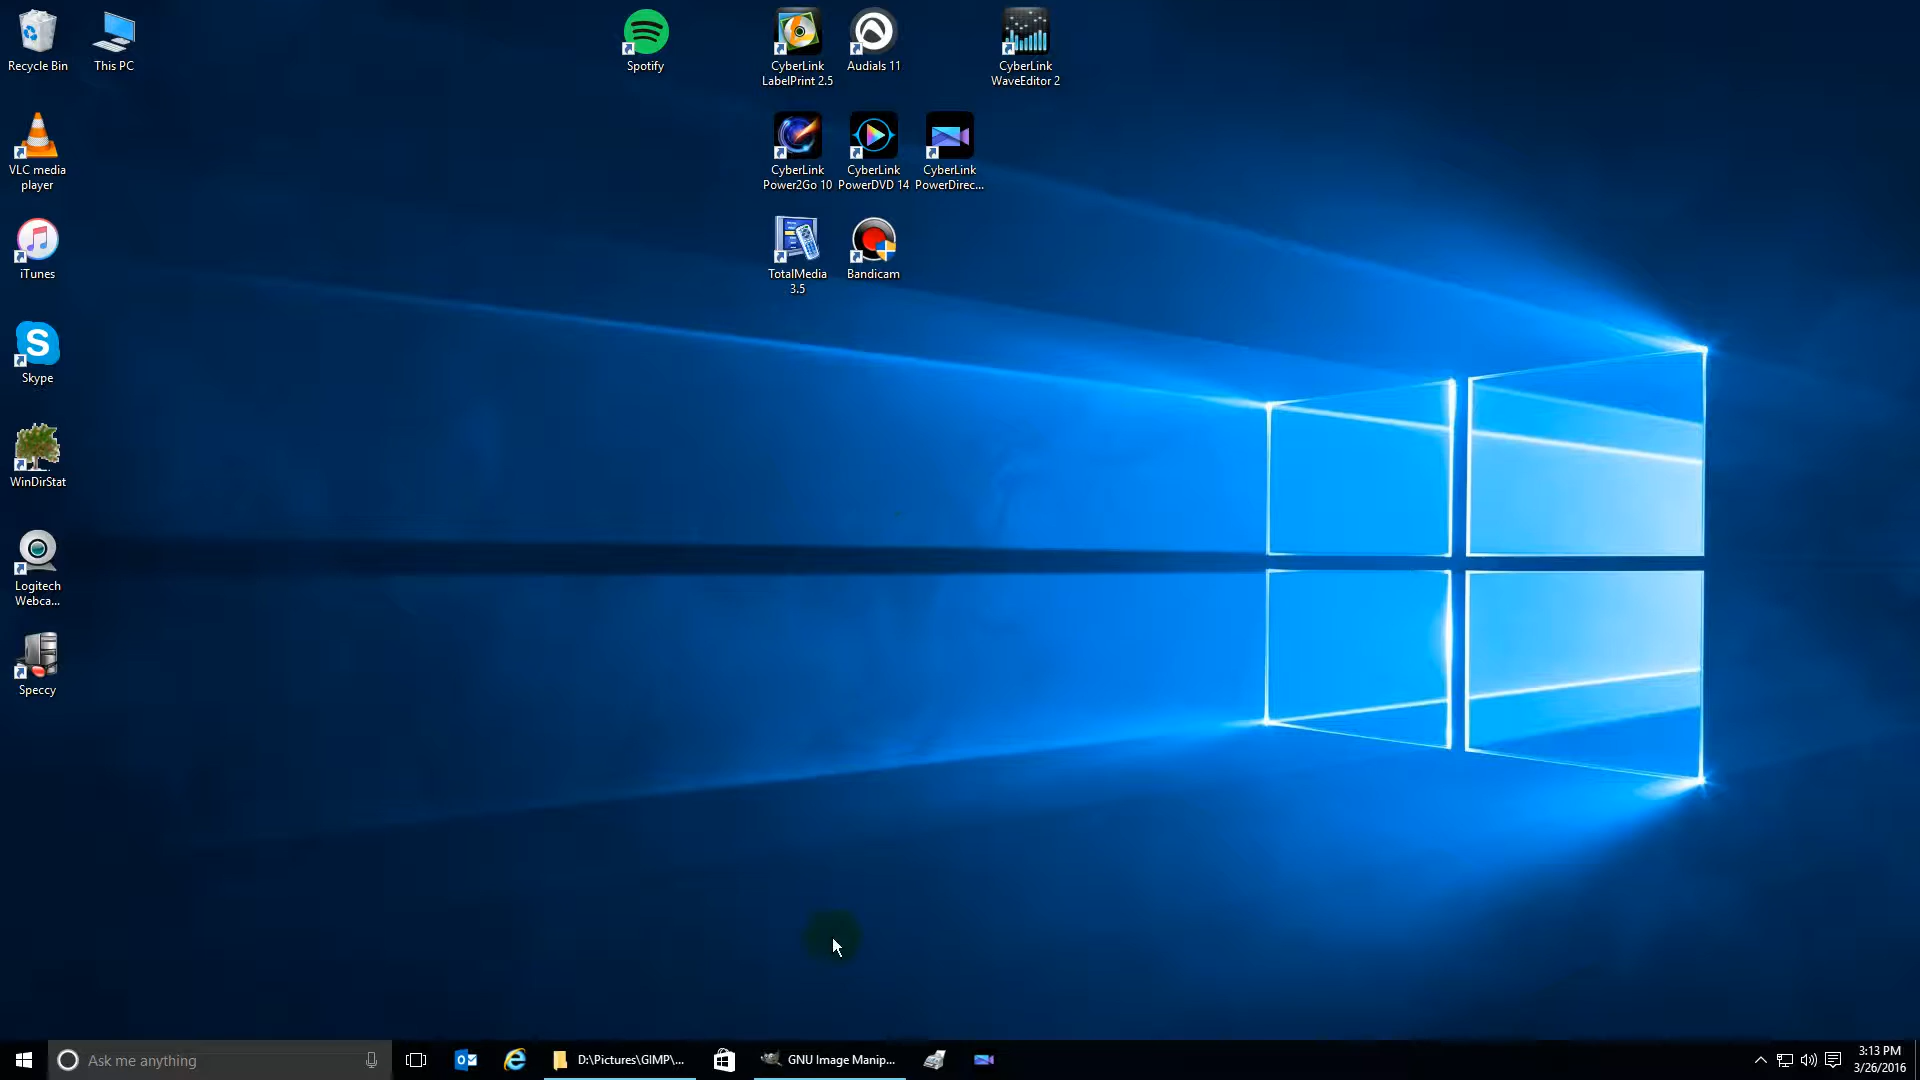 Recycle Bin
This PC
Spotify
CyberLink
LabelPrint 2.5
Audials 11
CyberLink
WaveEditor 2
VLC media
player
CyberLink
Power2Go 10
CyberLink
PowerDVD 14
CyberLink
PowerDirec...
iTunes
TotalMedia
3.5
Bandicam
S
Skype
WinDirStat
Logitech
Webca...
Speccy
Ask me anything
D:\Pictures\GIMP\...
GNU Image Manip...
3:13 PM
3/26/2016